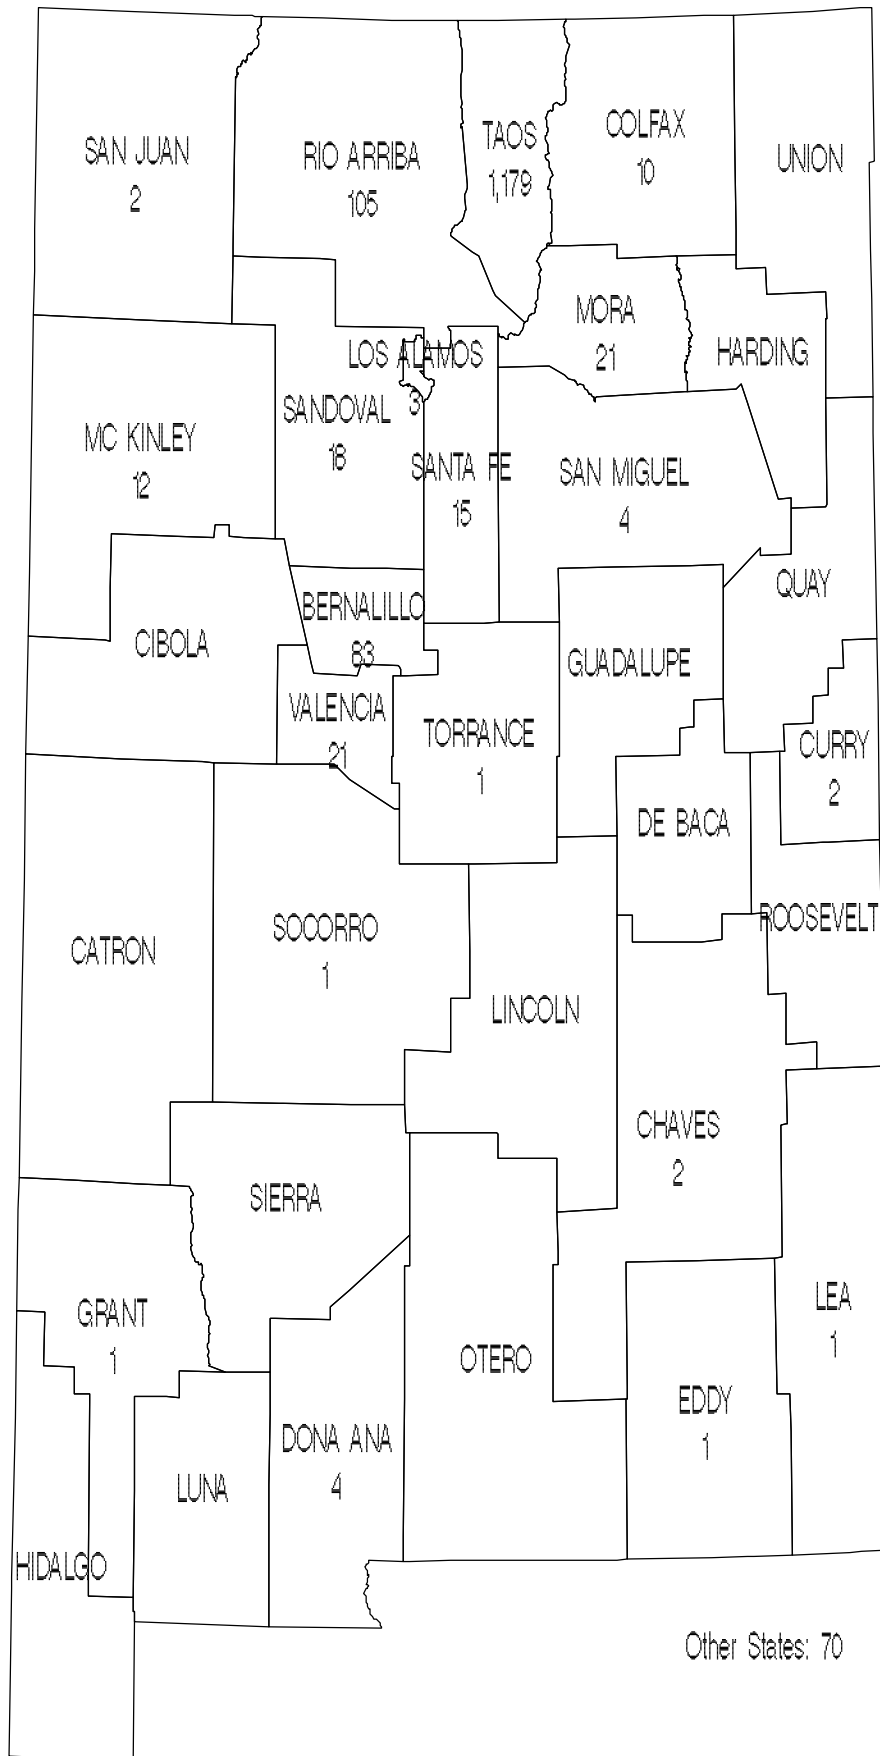 SAN JUAN
2
RIO ARRIBA
105
TAOS
1,179
COLFAX
10
UNION
MORA
21
HARDING
LOS ALAMOS
3
SANDOVAL
18
MC KINLEY
12
SANTA FE
15
SAN MIGUEL
4
QUAY
BERNALILLO
83
CIBOLA
GUADALUPE
VALENCIA
21
TORRANCE
1
CURRY
2
DE BACA
ROOSEVELT
CATRON
SOCORRO
1
LINCOLN
CHAVES
2
SIERRA
GRANT
1
LEA
1
OTERO
EDDY
1
DONA ANA
4
LUNA
HIDALGO
Other States: 70